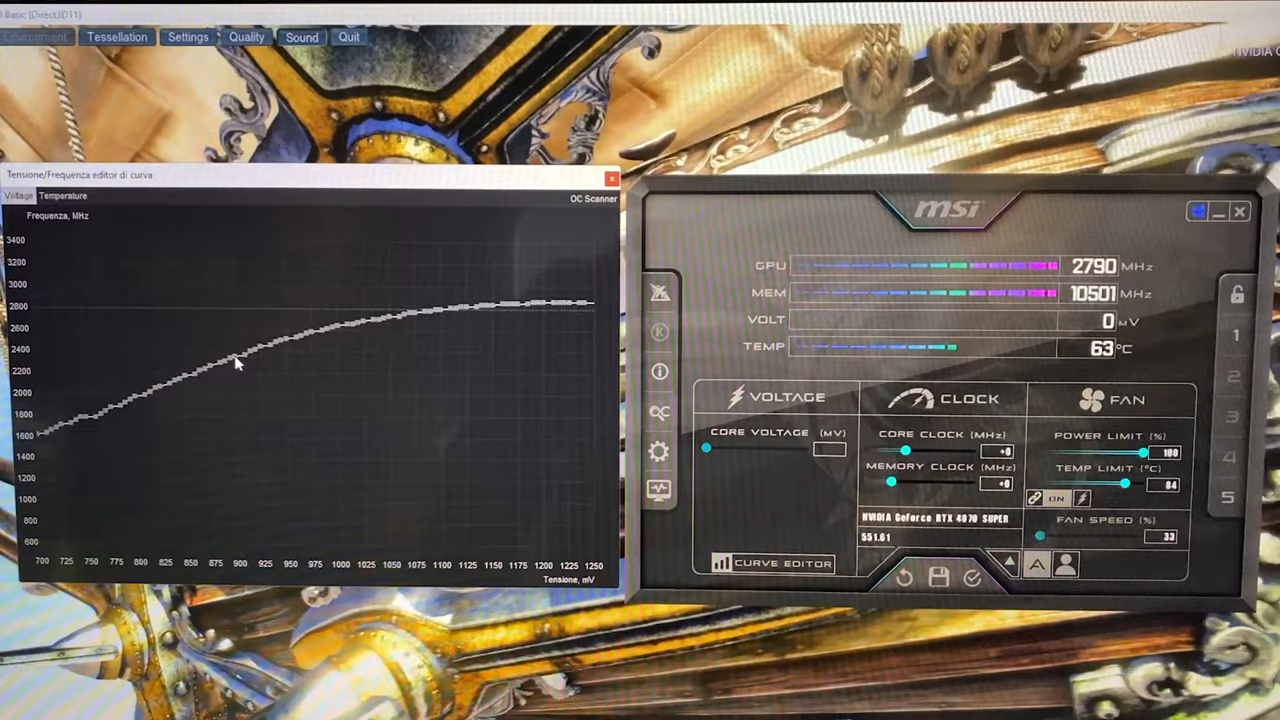 Basic (Direct3D11)
Environment Tessellation Settings Quality Sound Quit
NVIDIA
Tensione/Frequenza editor di curva x
Voltage Temperature OC Scanner
Frequenza, MHz
3400
3200
3000
2800
2600
2400
2200
2000
1800
1600
1400
1200
1000
800
600
700 725 750 775 800 825 850 875 900 925 950 975 1000 1025 1050 1075 1100 1125 1150 1175 1200 1225 1250
Tensione, mV
msi
GPU 2790 MHz
MEM 10501 MHz
VOLT 0 mV
TEMP 63 °C
K
i
OC
1
2
3
4
5
VOLTAGE CLOCK FAN
CORE VOLTAGE (MV)
CORE CLOCK (MHz)
+0
MEMORY CLOCK (MHz)
+0
POWER LIMIT (%)
100
TEMP LIMIT (°C)
84
ON
NVIDIA GeForce RTX 4070 SUPER
551.61
FAN SPEED (%)
33
CURVE EDITOR
A